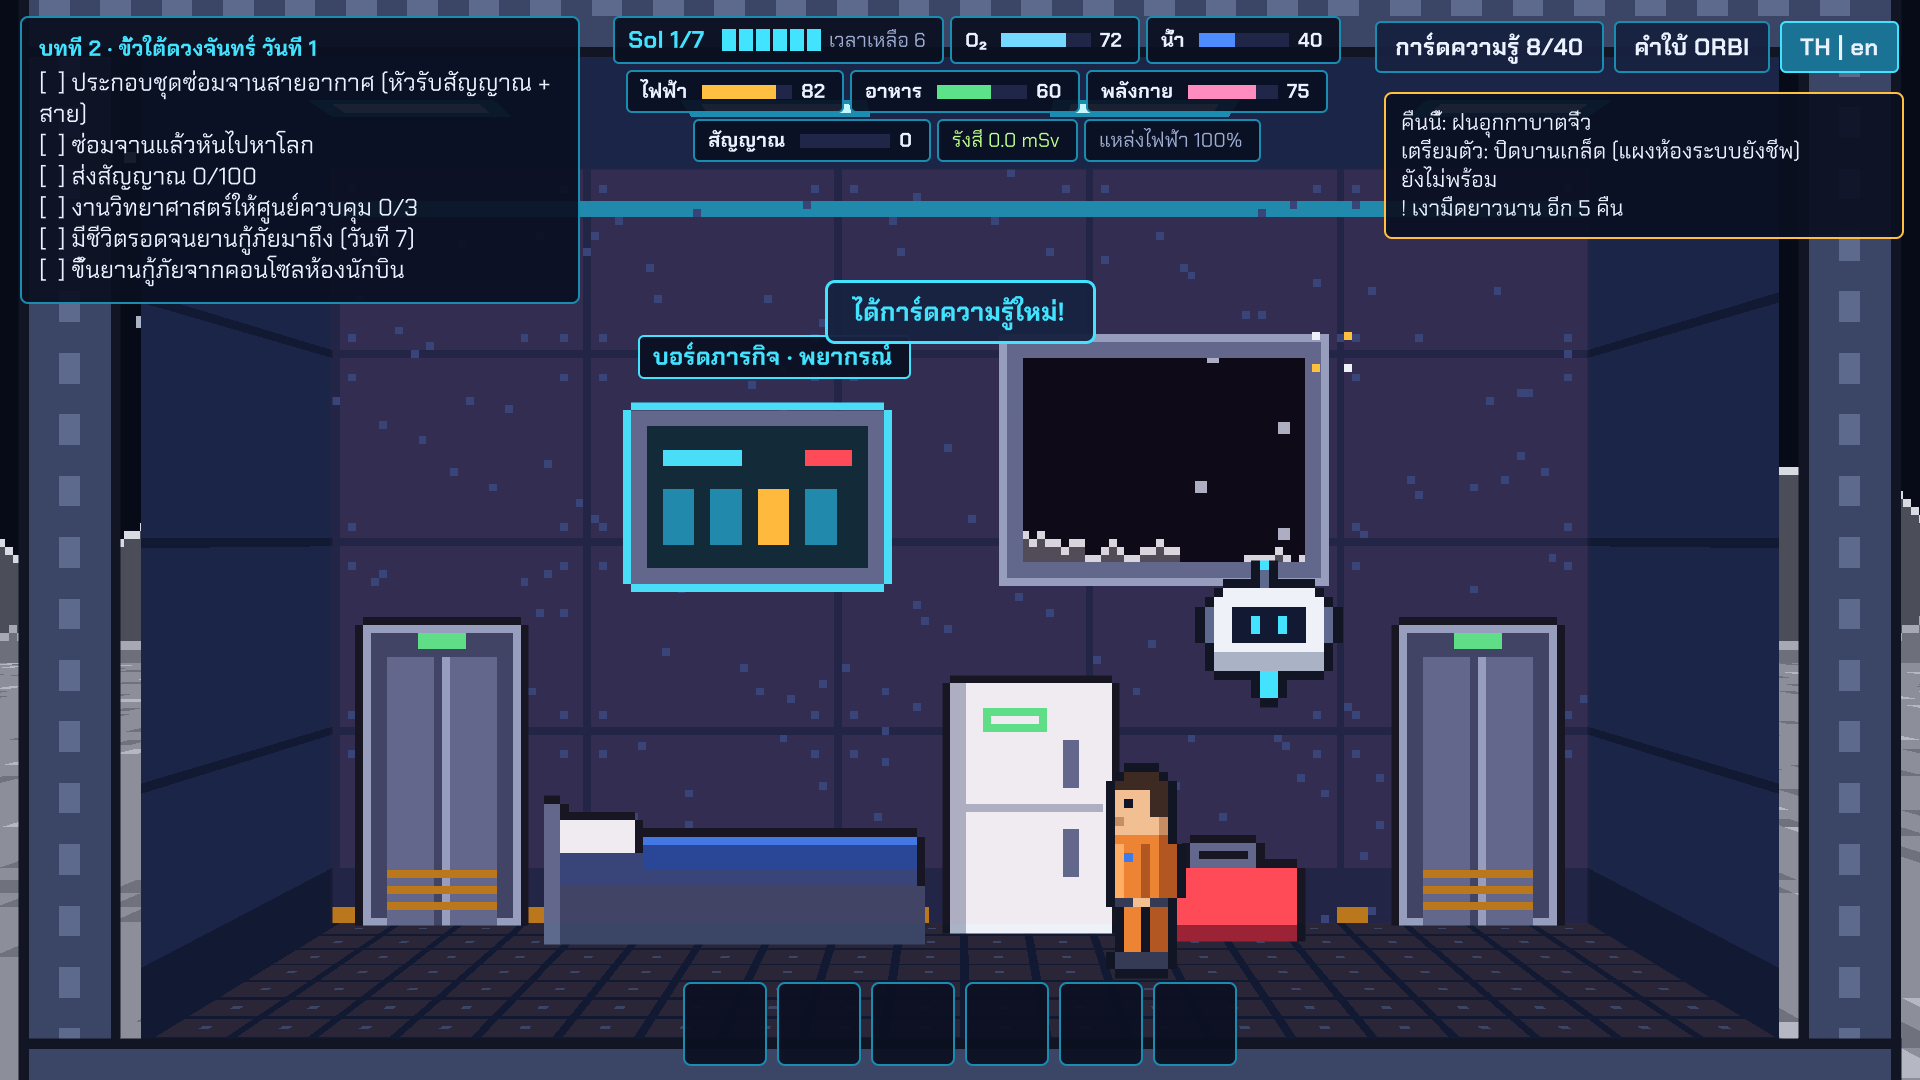 บทที่ 2 · ขั้วใต้ดวงจันทร์ วันที่ 1
[ ] ประกอบชุดซ่อมจานสายอากาศ (หัวรับสัญญาณ +
สาย)
[ ] ซ่อมจานแล้วหันไปหาโลก
[ ] ส่งสัญญาณ 0/100
[ ] งานวิทยาศาสตร์ให้ศูนย์ควบคุม 0/3
[ ] มีชีวิตรอดจนยานกู้ภัยมาถึง (วันที่ 7)
[ ] ขึ้นยานกู้ภัยจากคอนโซลห้องนักบิน
Sol 1/7 เวลาเหลือ 6
O₂ 72
น้ำ 40
ไฟฟ้า 82
อาหาร 60
พลังกาย 75
สัญญาณ 0
รังสี 0.0 mSv
แหล่งไฟฟ้า 100%
การ์ดความรู้ 8/40
คำใบ้ ORBI
TH | en
คืนนี้: ฝนอุกกาบาตจิ๋ว
เตรียมตัว: ปิดบานเกล็ด (แผงห้องระบบยังชีพ)
ยังไม่พร้อม
! เงามืดยาวนาน อีก 5 คืน
ได้การ์ดความรู้ใหม่!
บอร์ดภารกิจ · พยากรณ์